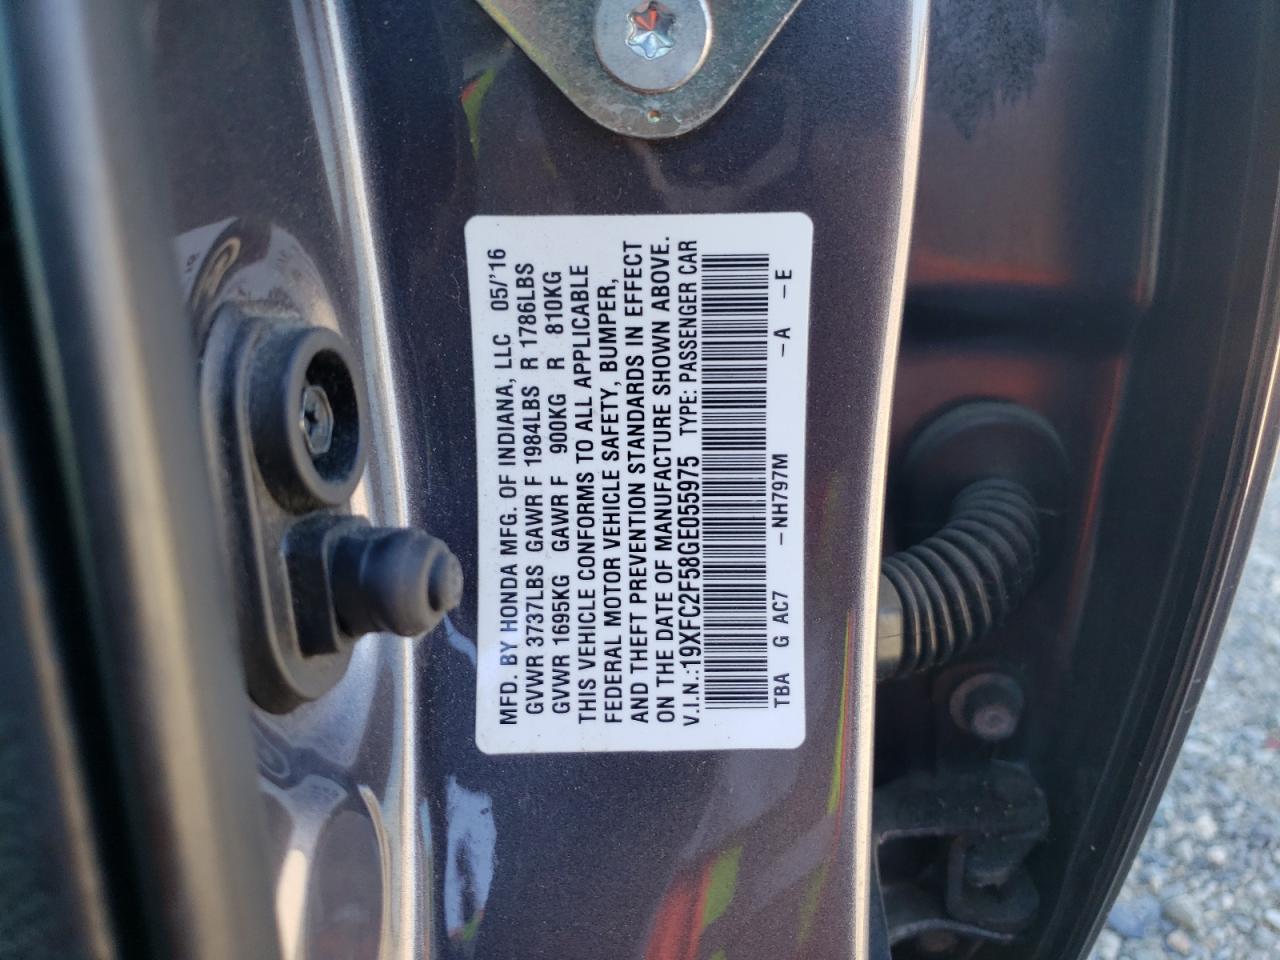 MFD. BY HONDA MFG. OF INDIANA, LLC 05/'16
GVWR 3737LBS GAWR F 1984LBS R 1786LBS
GVWR 1695KG GAWR F 900KG R 810KG
THIS VEHICLE CONFORMS TO ALL APPLICABLE
FEDERAL MOTOR VEHICLE SAFETY, BUMPER,
AND THEFT PREVENTION STANDARDS IN EFFECT
ON THE DATE OF MANUFACTURE SHOWN ABOVE.
V.I.N.:19XFC2F58GE055975 TYPE: PASSENGER CAR
TBA G AC7 -NH797M -A -E